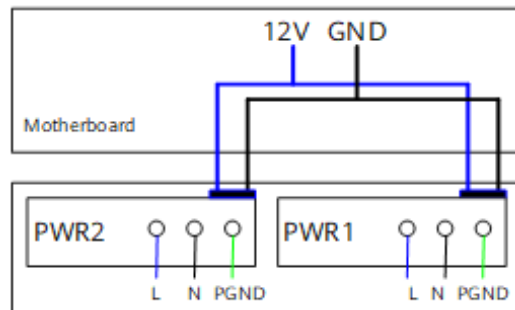 12V GND
Motherboard
PWR2 PWR1
L N PGND L N PGND